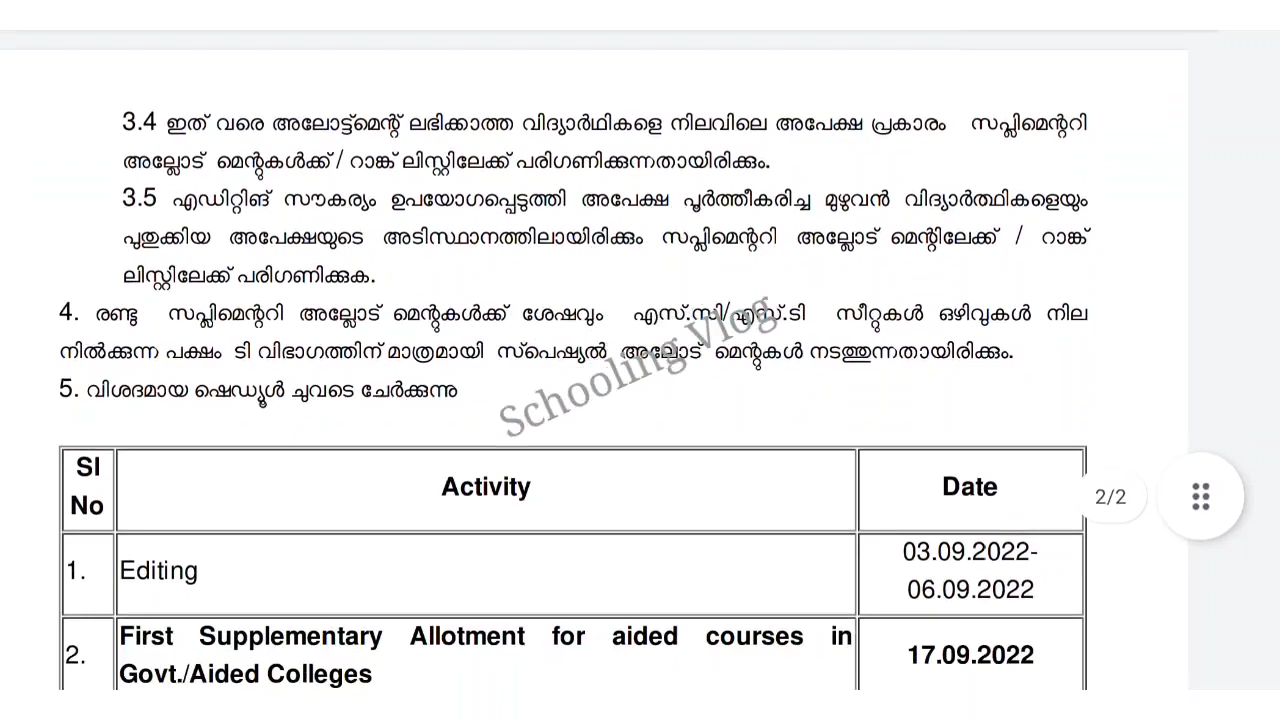 3.4 ഇത് വരെ അലോട്ട്മെന്റ് ലഭിക്കാത്ത വിദ്യാർഥികളെ നിലവിലെ അപേക്ഷ പ്രകാരം സപ്ലിമെന്ററി
അല്ലോട് മെന്റുകൾക്ക് / റാങ്ക് ലിസ്റ്റിലേക്ക് പരിഗണിക്കുന്നതായിരിക്കും.
3.5 എഡിറ്റിങ് സൗകര്യം ഉപയോഗപ്പെടുത്തി അപേക്ഷ പൂർത്തീകരിച്ച മുഴുവൻ വിദ്യാർത്ഥികളെയും
പുതുക്കിയ അപേക്ഷയുടെ അടിസ്ഥാനത്തിലായിരിക്കും സപ്ലിമെന്ററി അല്ലോട് മെന്റിലേക്ക് / റാങ്ക്
ലിസ്റ്റിലേക്ക് പരിഗണിക്കുക.
4. രണ്ടു സപ്ലിമെന്ററി അല്ലോട് മെന്റുകൾക്ക് ശേഷവും എസ്.സി/എസ്.ടി സീറ്റുകൾ ഒഴിവുകൾ നില
നിൽക്കുന്ന പക്ഷം ടി വിഭാഗത്തിന് മാത്രമായി സ്പെഷ്യൽ അലോട് മെന്റുകൾ നടത്തുന്നതായിരിക്കും.
5. വിശദമായ ഷെഡ്യൂൾ ചുവടെ ചേർക്കുന്നു
Schooling Vlog
Sl No Activity Date
2/2
1. Editing 03.09.2022-
06.09.2022
2. First Supplementary Allotment for aided courses in
Govt./Aided Colleges 17.09.2022